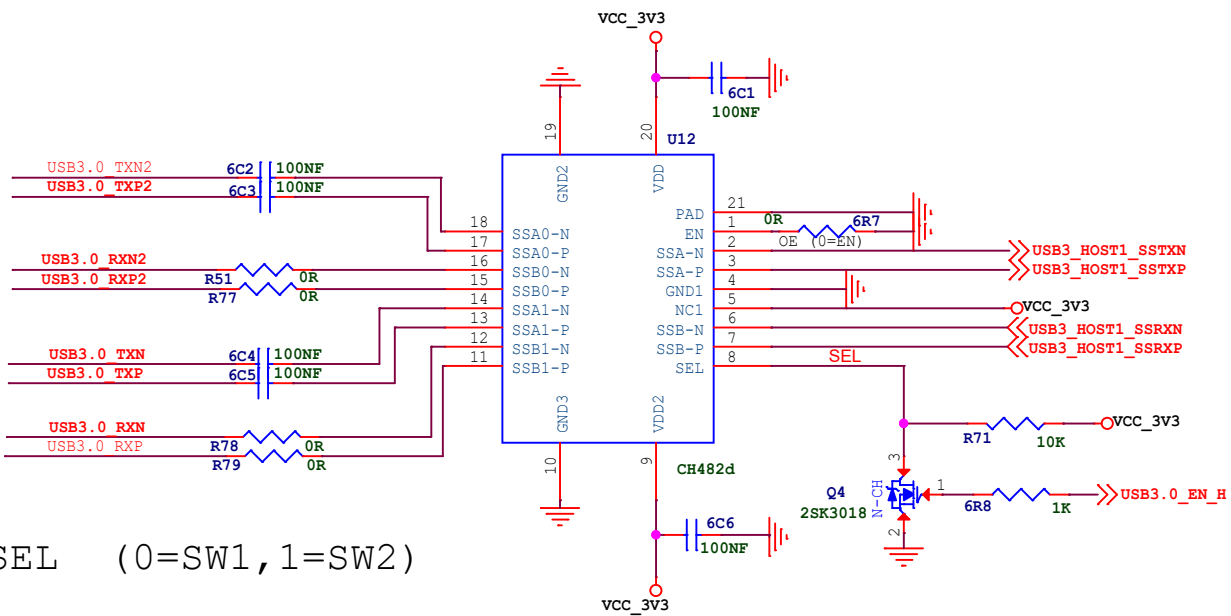 VCC_3V3
6C1
100NF
19
20
U12
GND2
VDD
USB3.0_TXN2
6C2
100NF
USB3.0_TXP2
6C3
100NF
USB3.0_RXN2
R51
0R
USB3.0_RXP2
R77
0R
USB3.0_TXN
6C4
100NF
USB3.0_TXP
6C5
100NF
USB3.0_RXN
R78
0R
USB3.0_RXP
R79
0R
18
SSA0-N
17
SSA0-P
16
SSB0-N
15
SSB0-P
14
SSA1-N
13
SSA1-P
12
SSB1-N
11
SSB1-P
PAD
21
EN
1
0R
6R7
OE (0=EN)
SSA-N
2
USB3_HOST1_SSTXN
SSA-P
3
USB3_HOST1_SSTXP
GND1
4
NC1
5
VCC_3V3
SSB-N
6
USB3_HOST1_SSRXN
SSB-P
7
USB3_HOST1_SSRXP
SEL
8
SEL
R71
10K
VCC_3V3
GND3
VDD2
10
9
CH482d
3
Q4
2SK3018
N-CH
1
2
6R8
1K
USB3.0_EN_H
6C6
100NF
VCC_3V3
SEL (0=SW1,1=SW2)